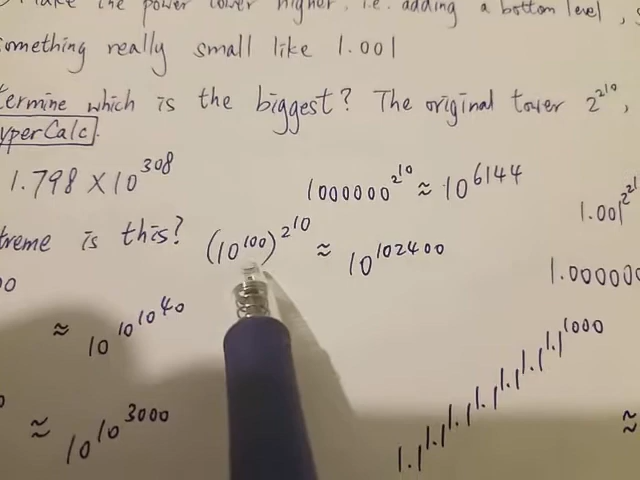 the power tower higher, i.e. adding a bottom level,
something really small like 1.001
termine which is the biggest? The original tower 2^2^10,
yperCalc.
1.798 × 10^308
1000000^2^10 ≈ 10^6144
treme is this? (10^100)^2^10 ≈ 10^102400
1.001^2^2
1.000000
≈ 10^10^10^40
1.1^1.1^1.1^1.1^1.1^1.1^1.1^1.1^1000
≈ 10^10^3000
≈